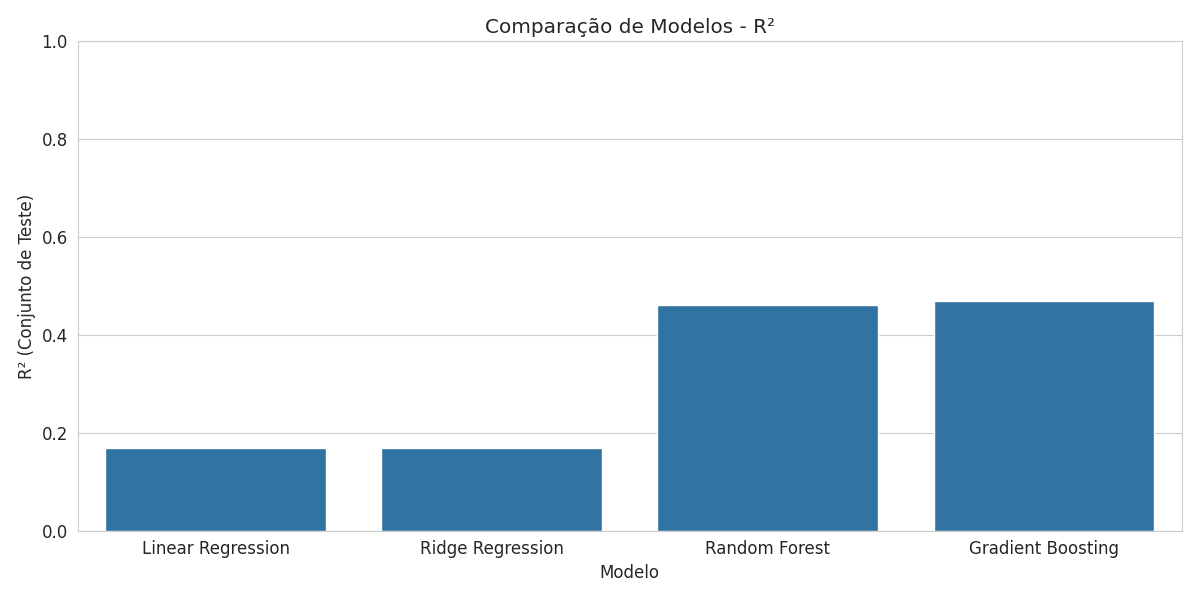 Comparação de Modelos - R²
R² (Conjunto de Teste)
1.0
0.8
0.6
0.4
0.2
0.0
Linear Regression
Ridge Regression
Random Forest
Gradient Boosting
Modelo